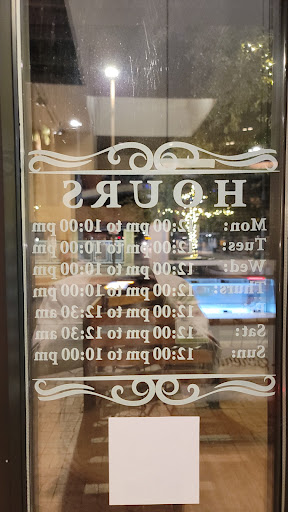 HOURS
Mon: 12:00 pm to 10:00 pm
Tues 12:00 pm to 10:00 pm
Wed: 12:00 pm to 10:00 pm
Thurs: 12:00 pm to 10:00 pm
12:00 pm to 12:30 am
Sat: 12:00 pm to 12:30 am
Sun: 12:00 pm to 10:00 pm